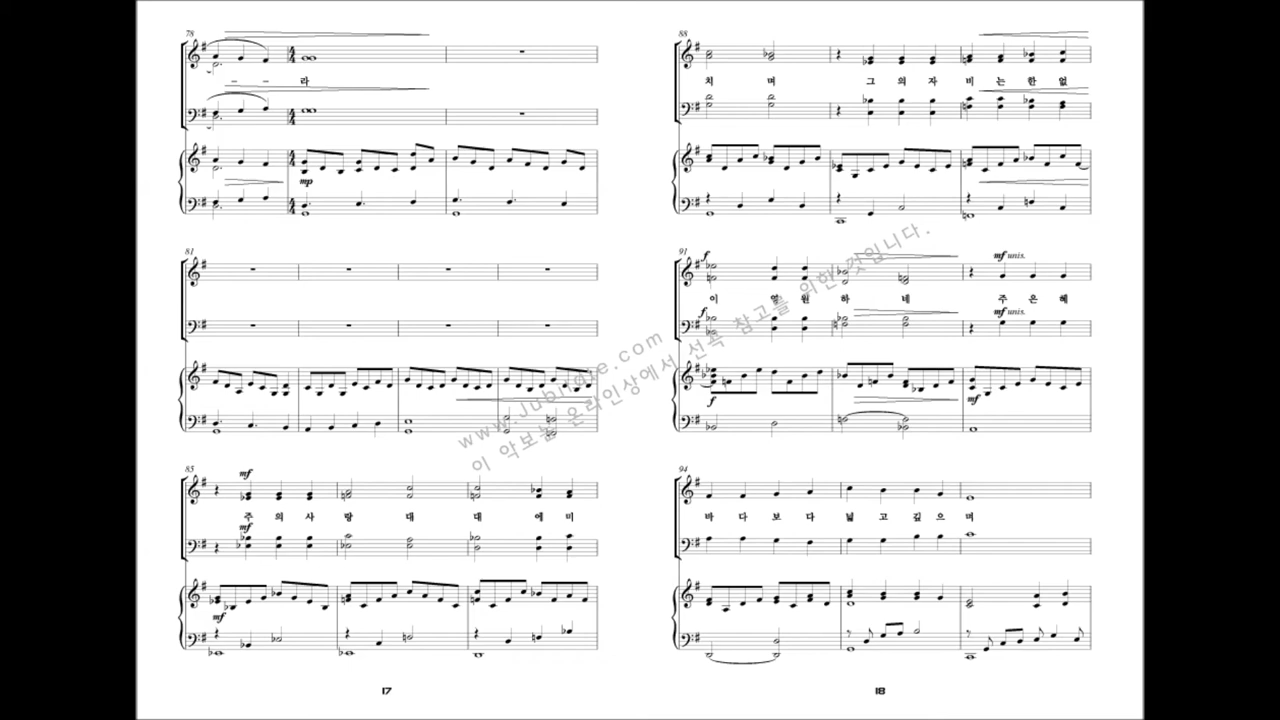 78
– – 라
mp
81
85
mf
주 의 사 랑 대 대 에 미
mf
mf
17
88
치 며 그 의 자 비 는 한 없
91
f
mf unis.
이 영 원 하 네 주 은 혜
f
mf unis.
f
mf
94
바 다 보 다 넓 고 깊 으 며
18
www.Jubilate.com
이 악보는 온라인상에서 선곡 참고를 위한 것입니다.